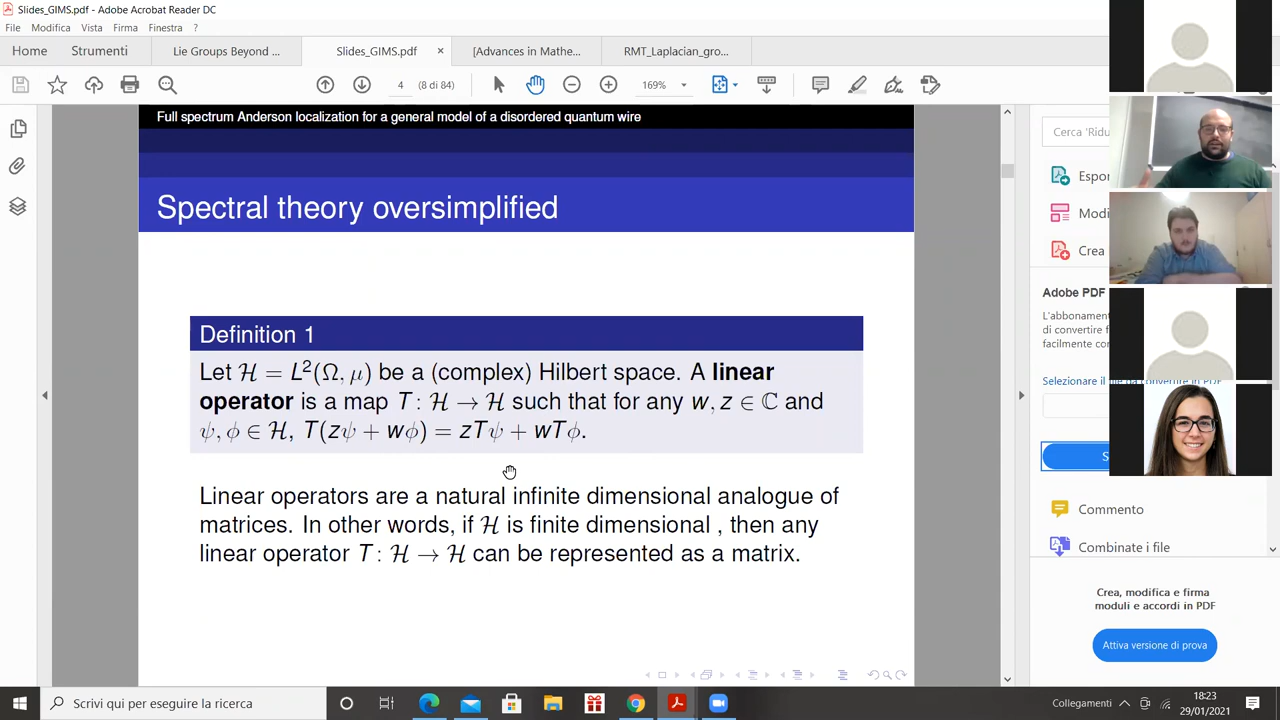 Slides_GIMS.pdf - Adobe Acrobat Reader DC
File Modifica Vista Firma Finestra ?
Home Strumenti Lie Groups Beyond ... Slides_GIMS.pdf × [Advances in Mathe... RMT_Laplacian_gro...
4 (8 di 84) 169%
Full spectrum Anderson localization for a general model of a disordered quantum wire
Spectral theory oversimplified
Definition 1
Let ℋ = L²(Ω, μ) be a (complex) Hilbert space. A linear
operator is a map T : ℋ → ℋ such that for any w, z ∈ ℂ and
ψ, φ ∈ ℋ, T(zψ + wφ) = zTψ + wTφ.
Linear operators are a natural infinite dimensional analogue of
matrices. In other words, if ℋ is finite dimensional , then any
linear operator T : ℋ → ℋ can be represented as a matrix.
Cerca 'Ridu
Espor
Modi
Crea
Adobe PDF
L'abbonament
di convertire f
facilmente co
Selezionare il file da convertire in PDF
S
Commento
Combinate i file
Crea, modifica e firma
moduli e accordi in PDF
Attiva versione di prova
Scrivi qui per eseguire la ricerca
Collegamenti
18:23
29/01/2021